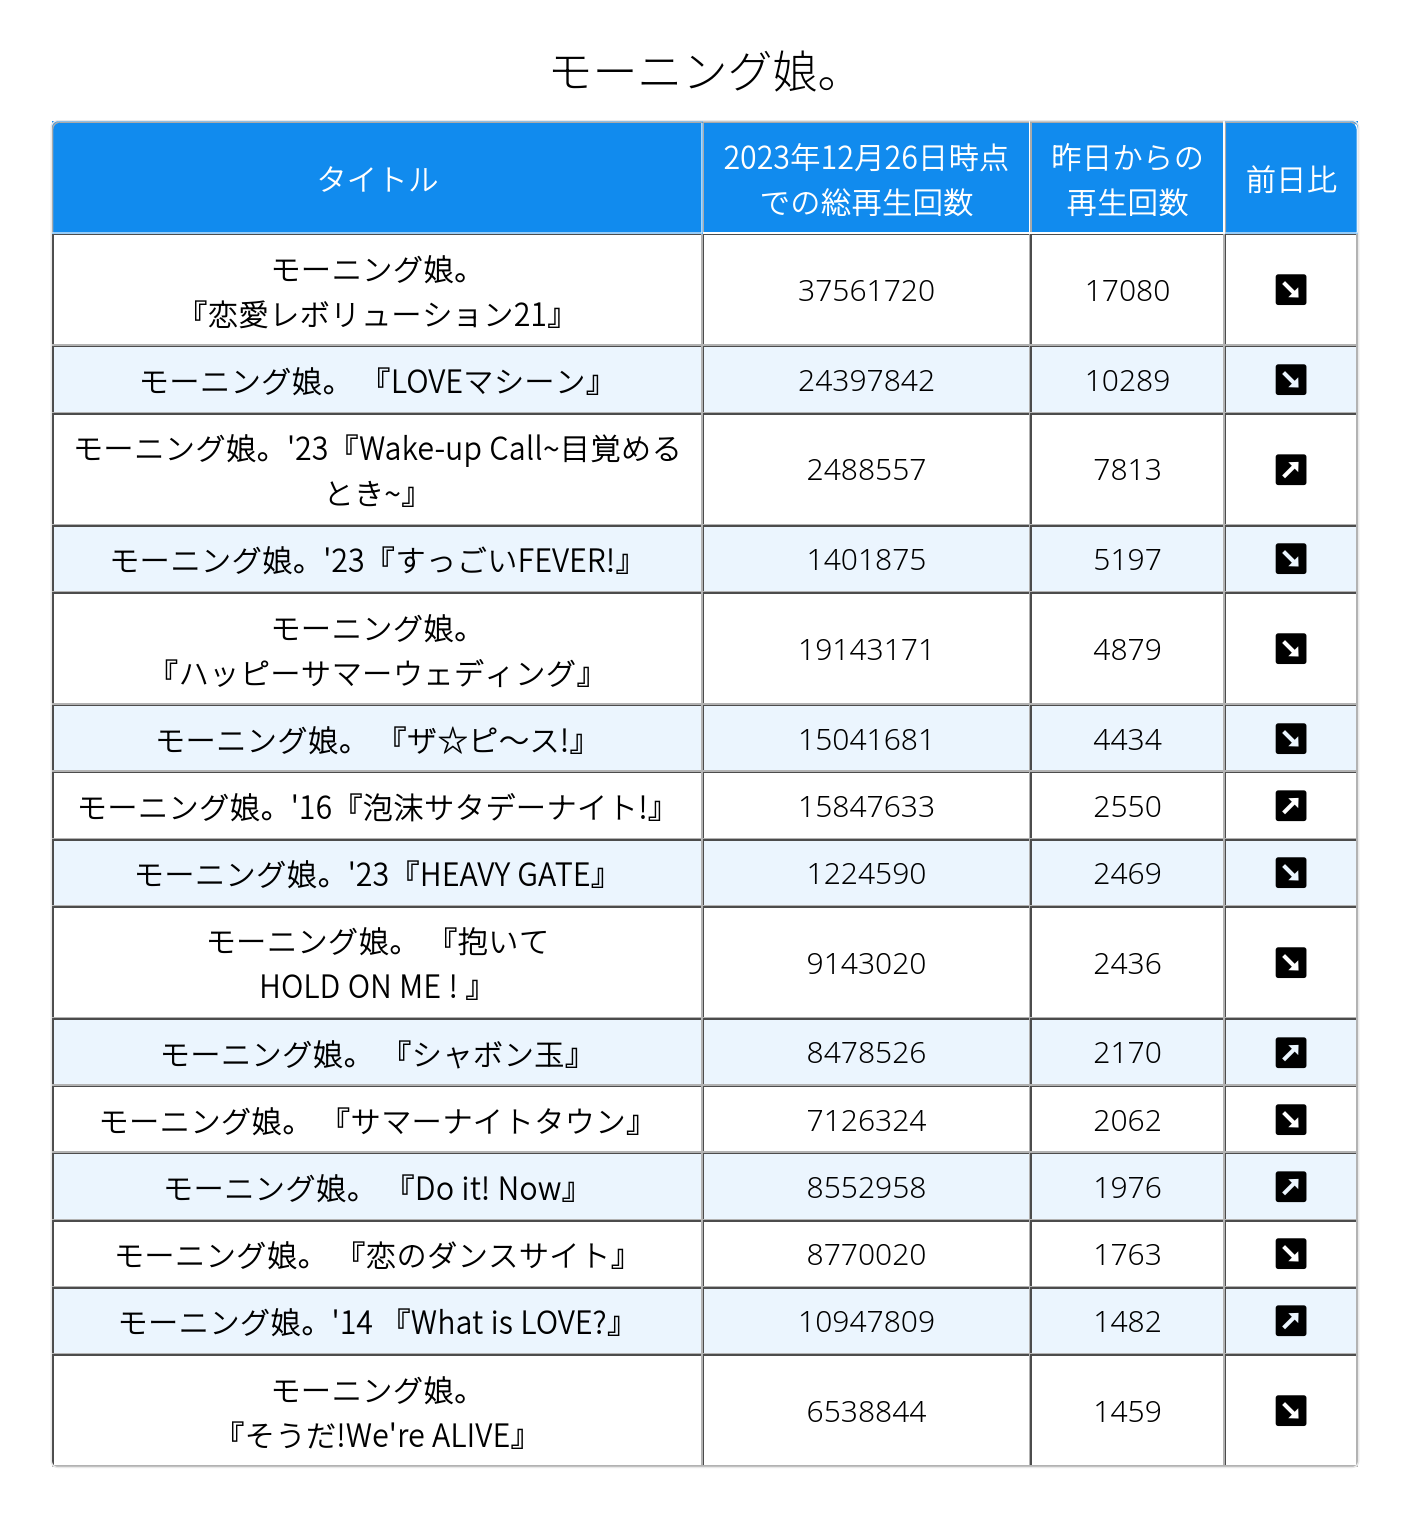 モーニング娘。
タイトル
2023年12月26日時点
での総再生回数
昨日からの
再生回数
前日比
モーニング娘。
『恋愛レボリューション21』
37561720
17080
モーニング娘。 『LOVEマシーン』
24397842
10289
モーニング娘。'23『Wake-up Call~目覚める
とき~』
2488557
7813
モーニング娘。'23『すっごいFEVER!』
1401875
5197
モーニング娘。
『ハッピーサマーウェディング』
19143171
4879
モーニング娘。 『ザ☆ピ〜ス!』
15041681
4434
モーニング娘。'16『泡沫サタデーナイト!』
15847633
2550
モーニング娘。'23『HEAVY GATE』
1224590
2469
モーニング娘。 『抱いて
HOLD ON ME ! 』
9143020
2436
モーニング娘。 『シャボン玉』
8478526
2170
モーニング娘。 『サマーナイトタウン』
7126324
2062
モーニング娘。 『Do it! Now』
8552958
1976
モーニング娘。 『恋のダンスサイト』
8770020
1763
モーニング娘。'14 『What is LOVE?』
10947809
1482
モーニング娘。
『そうだ!We're ALIVE』
6538844
1459